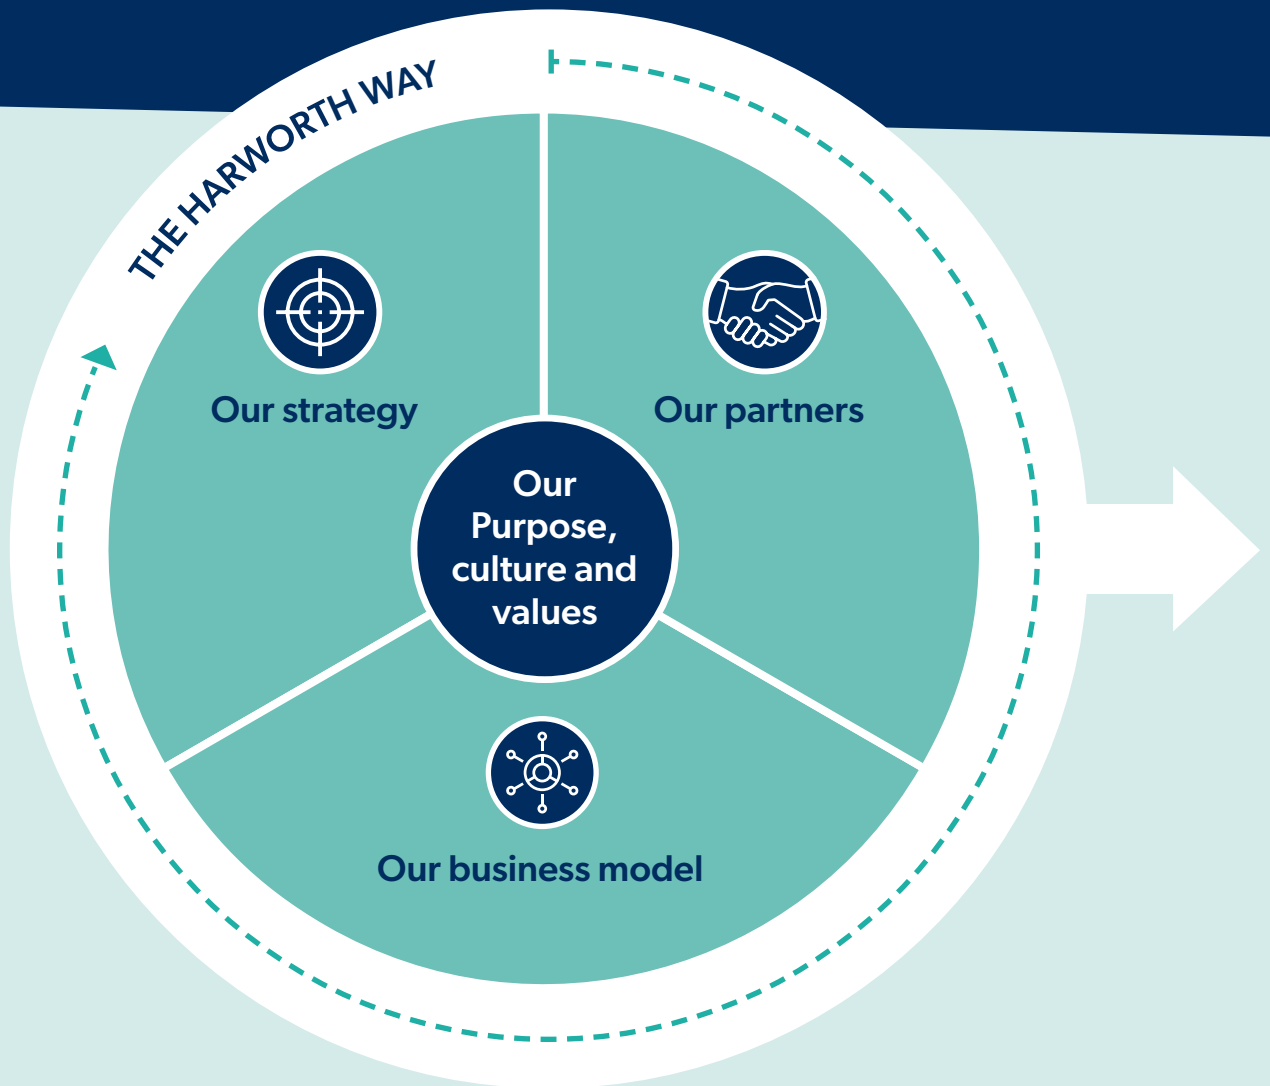 THE HARWORTH WAY
Our strategy
Our partners
Our
Purpose,
culture and
values
Our business model